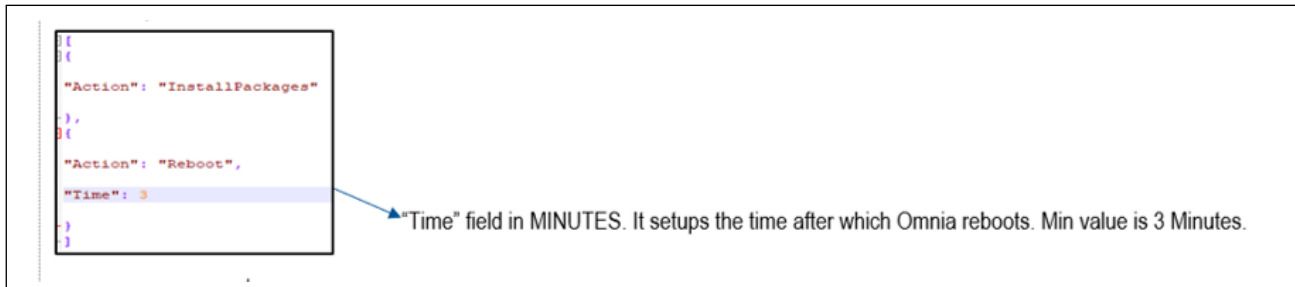 [
{
"Action": "InstallPackages"
},
{
"Action": "Reboot",
"Time": 3
}
]
"Time" field in MINUTES. It setups the time after which Omnia reboots. Min value is 3 Minutes.